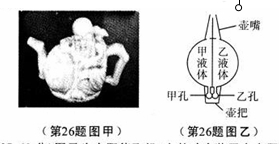 壶嘴
甲液体
乙液体
甲孔
乙孔
壶把
(第26题图甲)
(第26题图乙)